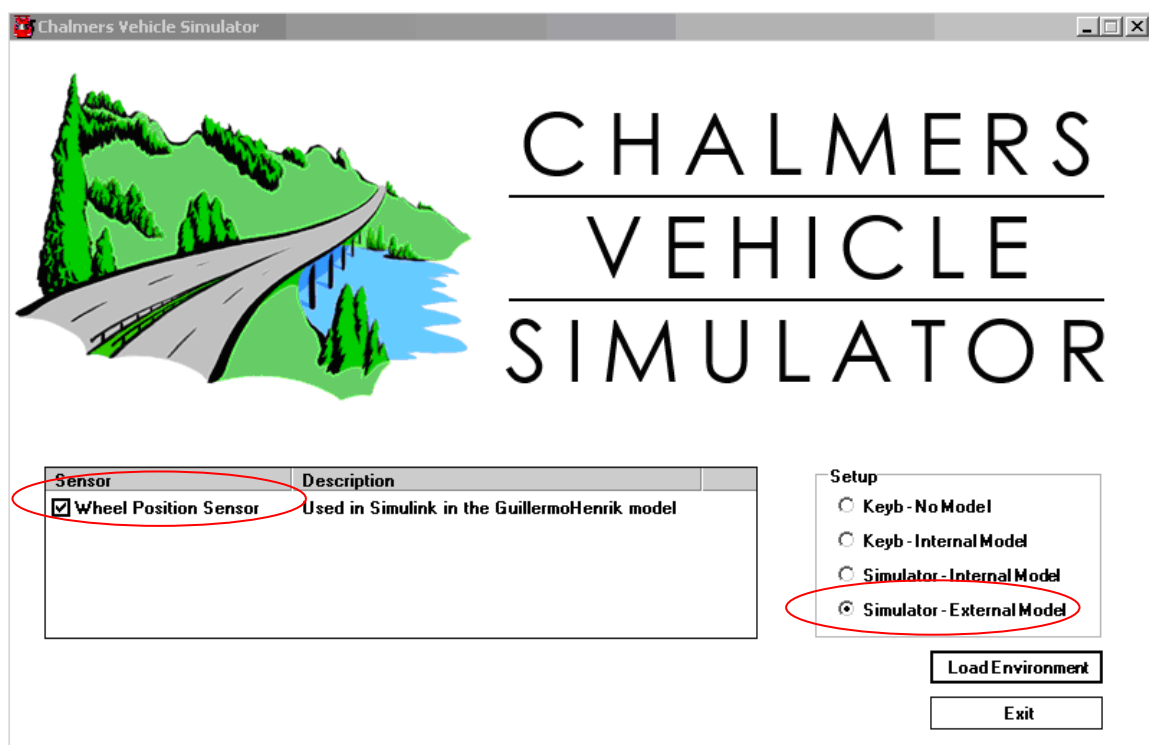 Chalmers Vehicle Simulator
CHALMERS
VEHICLE
SIMULATOR
Sensor Description
Wheel Position Sensor Used in Simulink in the GuillermoHenrik model
Setup
Keyb - No Model
Keyb - Internal Model
Simulator - Internal Model
Simulator - External Model
Load Environment
Exit